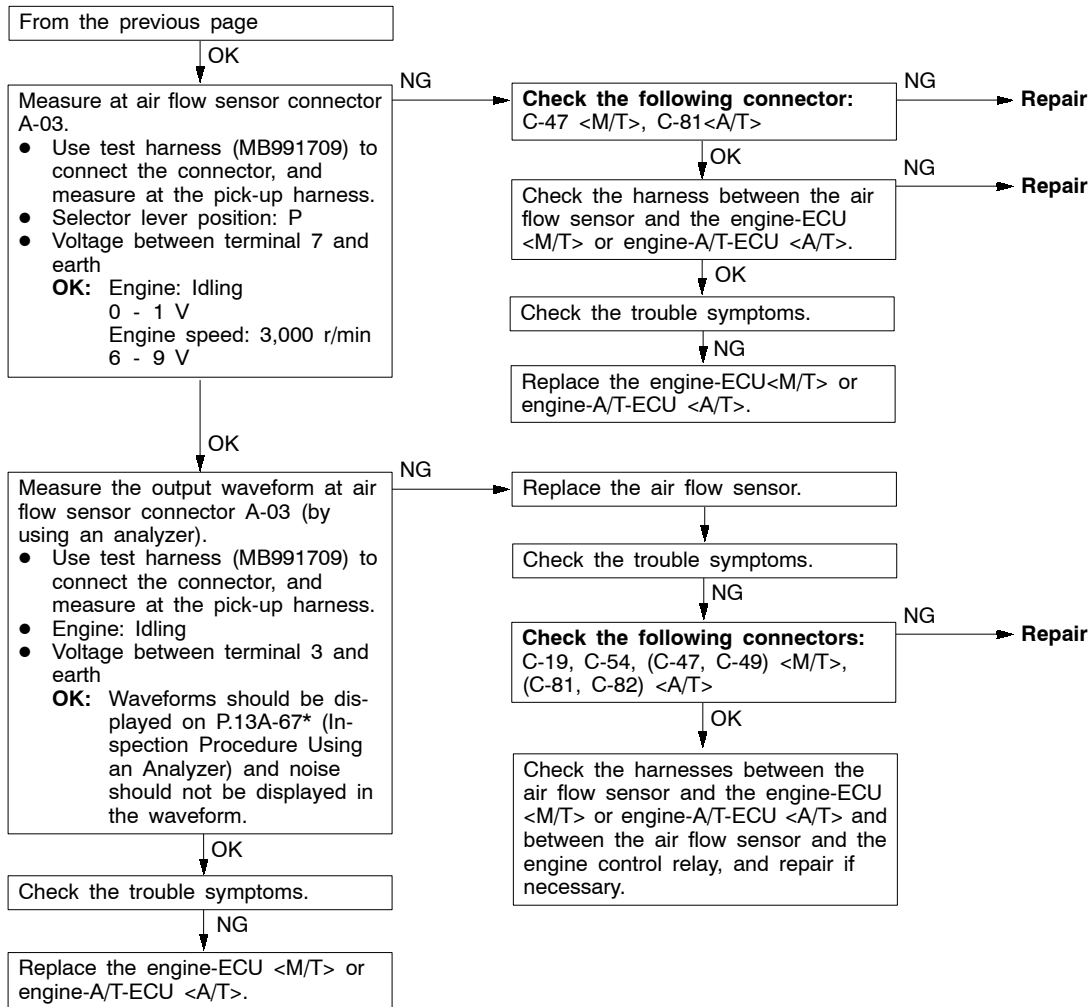 From the previous page
OK
Measure at air flow sensor connector
A-03.
● Use test harness (MB991709) to
connect the connector, and
measure at the pick-up harness.
● Selector lever position: P
● Voltage between terminal 7 and
earth
OK: Engine: Idling
0 - 1 V
Engine speed: 3,000 r/min
6 - 9 V
NG
Check the following connector:
C-47 <M/T>, C-81<A/T>
NG
Repair
OK
Check the harness between the air
flow sensor and the engine-ECU
<M/T> or engine-A/T-ECU <A/T>.
NG
Repair
OK
Check the trouble symptoms.
NG
Replace the engine-ECU<M/T> or
engine-A/T-ECU <A/T>.
OK
Measure the output waveform at air
flow sensor connector A-03 (by
using an analyzer).
● Use test harness (MB991709) to
connect the connector, and
measure at the pick-up harness.
● Engine: Idling
● Voltage between terminal 3 and
earth
OK: Waveforms should be dis-
played on P.13A-67* (In-
spection Procedure Using
an Analyzer) and noise
should not be displayed in
the waveform.
NG
Replace the air flow sensor.
Check the trouble symptoms.
NG
Check the following connectors:
C-19, C-54, (C-47, C-49) <M/T>,
(C-81, C-82) <A/T>
NG
Repair
OK
Check the harnesses between the
air flow sensor and the engine-ECU
<M/T> or engine-A/T-ECU <A/T> and
between the air flow sensor and the
engine control relay, and repair if
necessary.
OK
Check the trouble symptoms.
NG
Replace the engine-ECU <M/T> or
engine-A/T-ECU <A/T>.